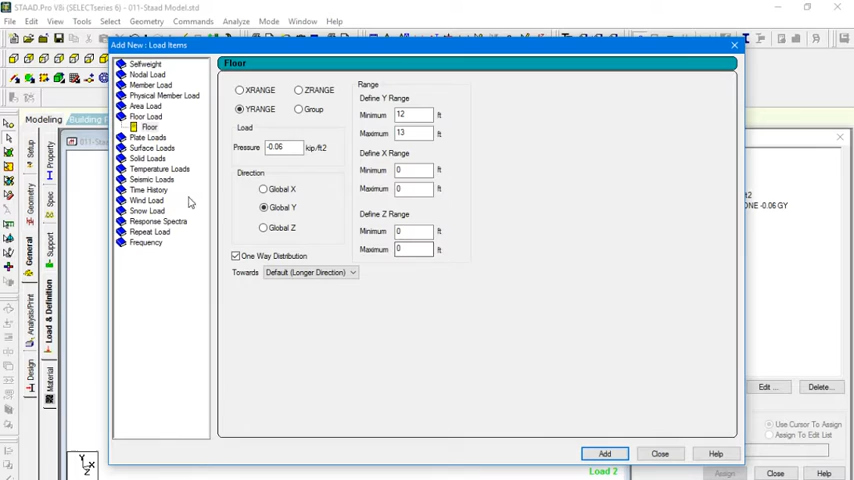 STAAD.Pro V8i (SELECTseries 6) - 011-Staad Model.std
File Edit View Tools Select Geometry Commands Analyze Mode Window Help
Add New : Load Items
Selfweight
Nodal Load
Member Load
Physical Member Load
Area Load
Floor Load
Floor
Plate Loads
Surface Loads
Solid Loads
Temperature Loads
Seismic Loads
Time History
Wind Load
Snow Load
Response Spectra
Repeat Load
Frequency
Floor
XRANGE ZRANGE
YRANGE Group
Load
Pressure -0.06 kip/ft2
Direction
Global X
Global Y
Global Z
One Way Distribution
Towards Default (Longer Direction)
Range
Define Y Range
Minimum 12 ft
Maximum 13 ft
Define X Range
Minimum 0 ft
Maximum 0 ft
Define Z Range
Minimum 0 ft
Maximum 0 ft
Add Close Help
Modeling
Setup
Geometry
General
Analysis/Print
Design
Property
Spec
Support
Load & Definition
Material
ft2
ONE -0.06 GY
Edit ... Delete...
Use Cursor To Assign
Assign To Edit List
Assign Close Help
Load 2
Y
X
Z